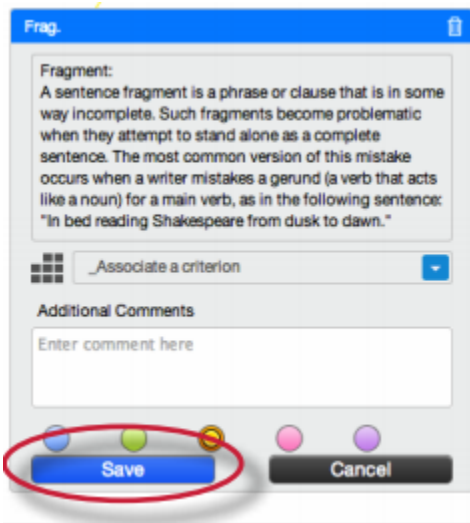 Frag.
Fragment:
A sentence fragment is a phrase or clause that is in some
way incomplete. Such fragments become problematic
when they attempt to stand alone as a complete
sentence. The most common version of this mistake
occurs when a writer mistakes a gerund (a verb that acts
like a noun) for a main verb, as in the following sentence:
"In bed reading Shakespeare from dusk to dawn."
_Associate a criterion
Additional Comments
Enter comment here
Save Cancel